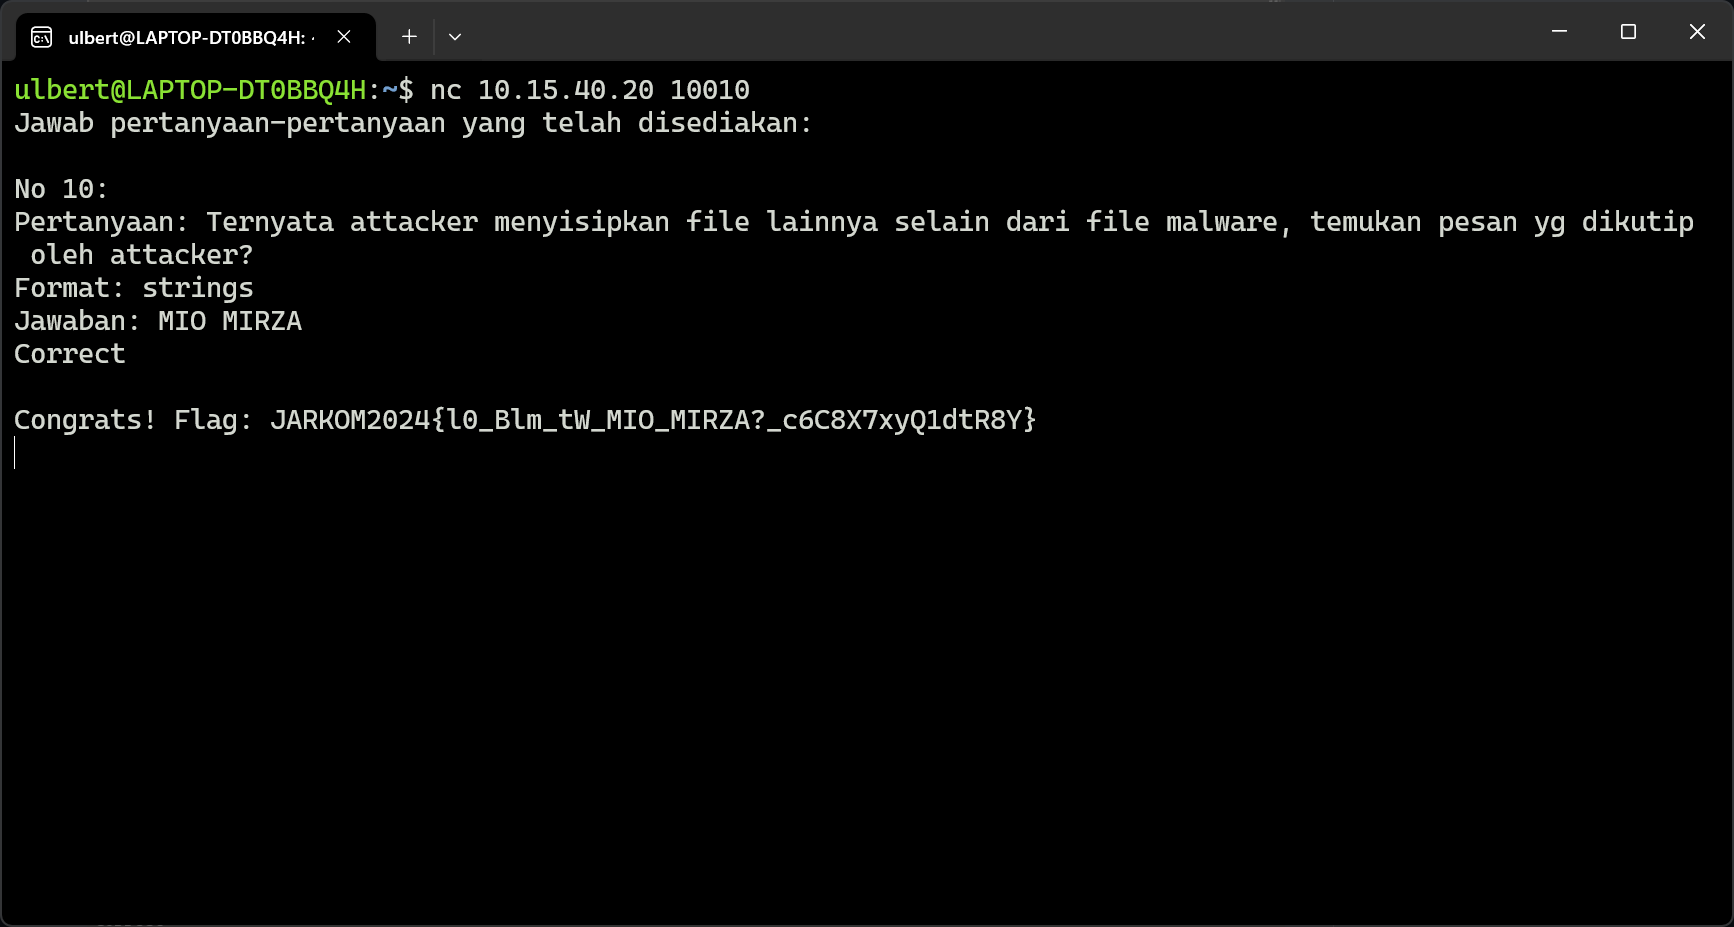 ulbert@LAPTOP-DT0BBQ4H: 
ulbert@LAPTOP-DT0BBQ4H:~$ nc 10.15.40.20 10010
Jawab pertanyaan-pertanyaan yang telah disediakan:
No 10:
Pertanyaan: Ternyata attacker menyisipkan file lainnya selain dari file malware, temukan pesan yg dikutip
oleh attacker?
Format: strings
Jawaban: MIO MIRZA
Correct
Congrats! Flag: JARKOM2024{l0_Blm_tW_MIO_MIRZA?_c6C8X7xyQ1dtR8Y}